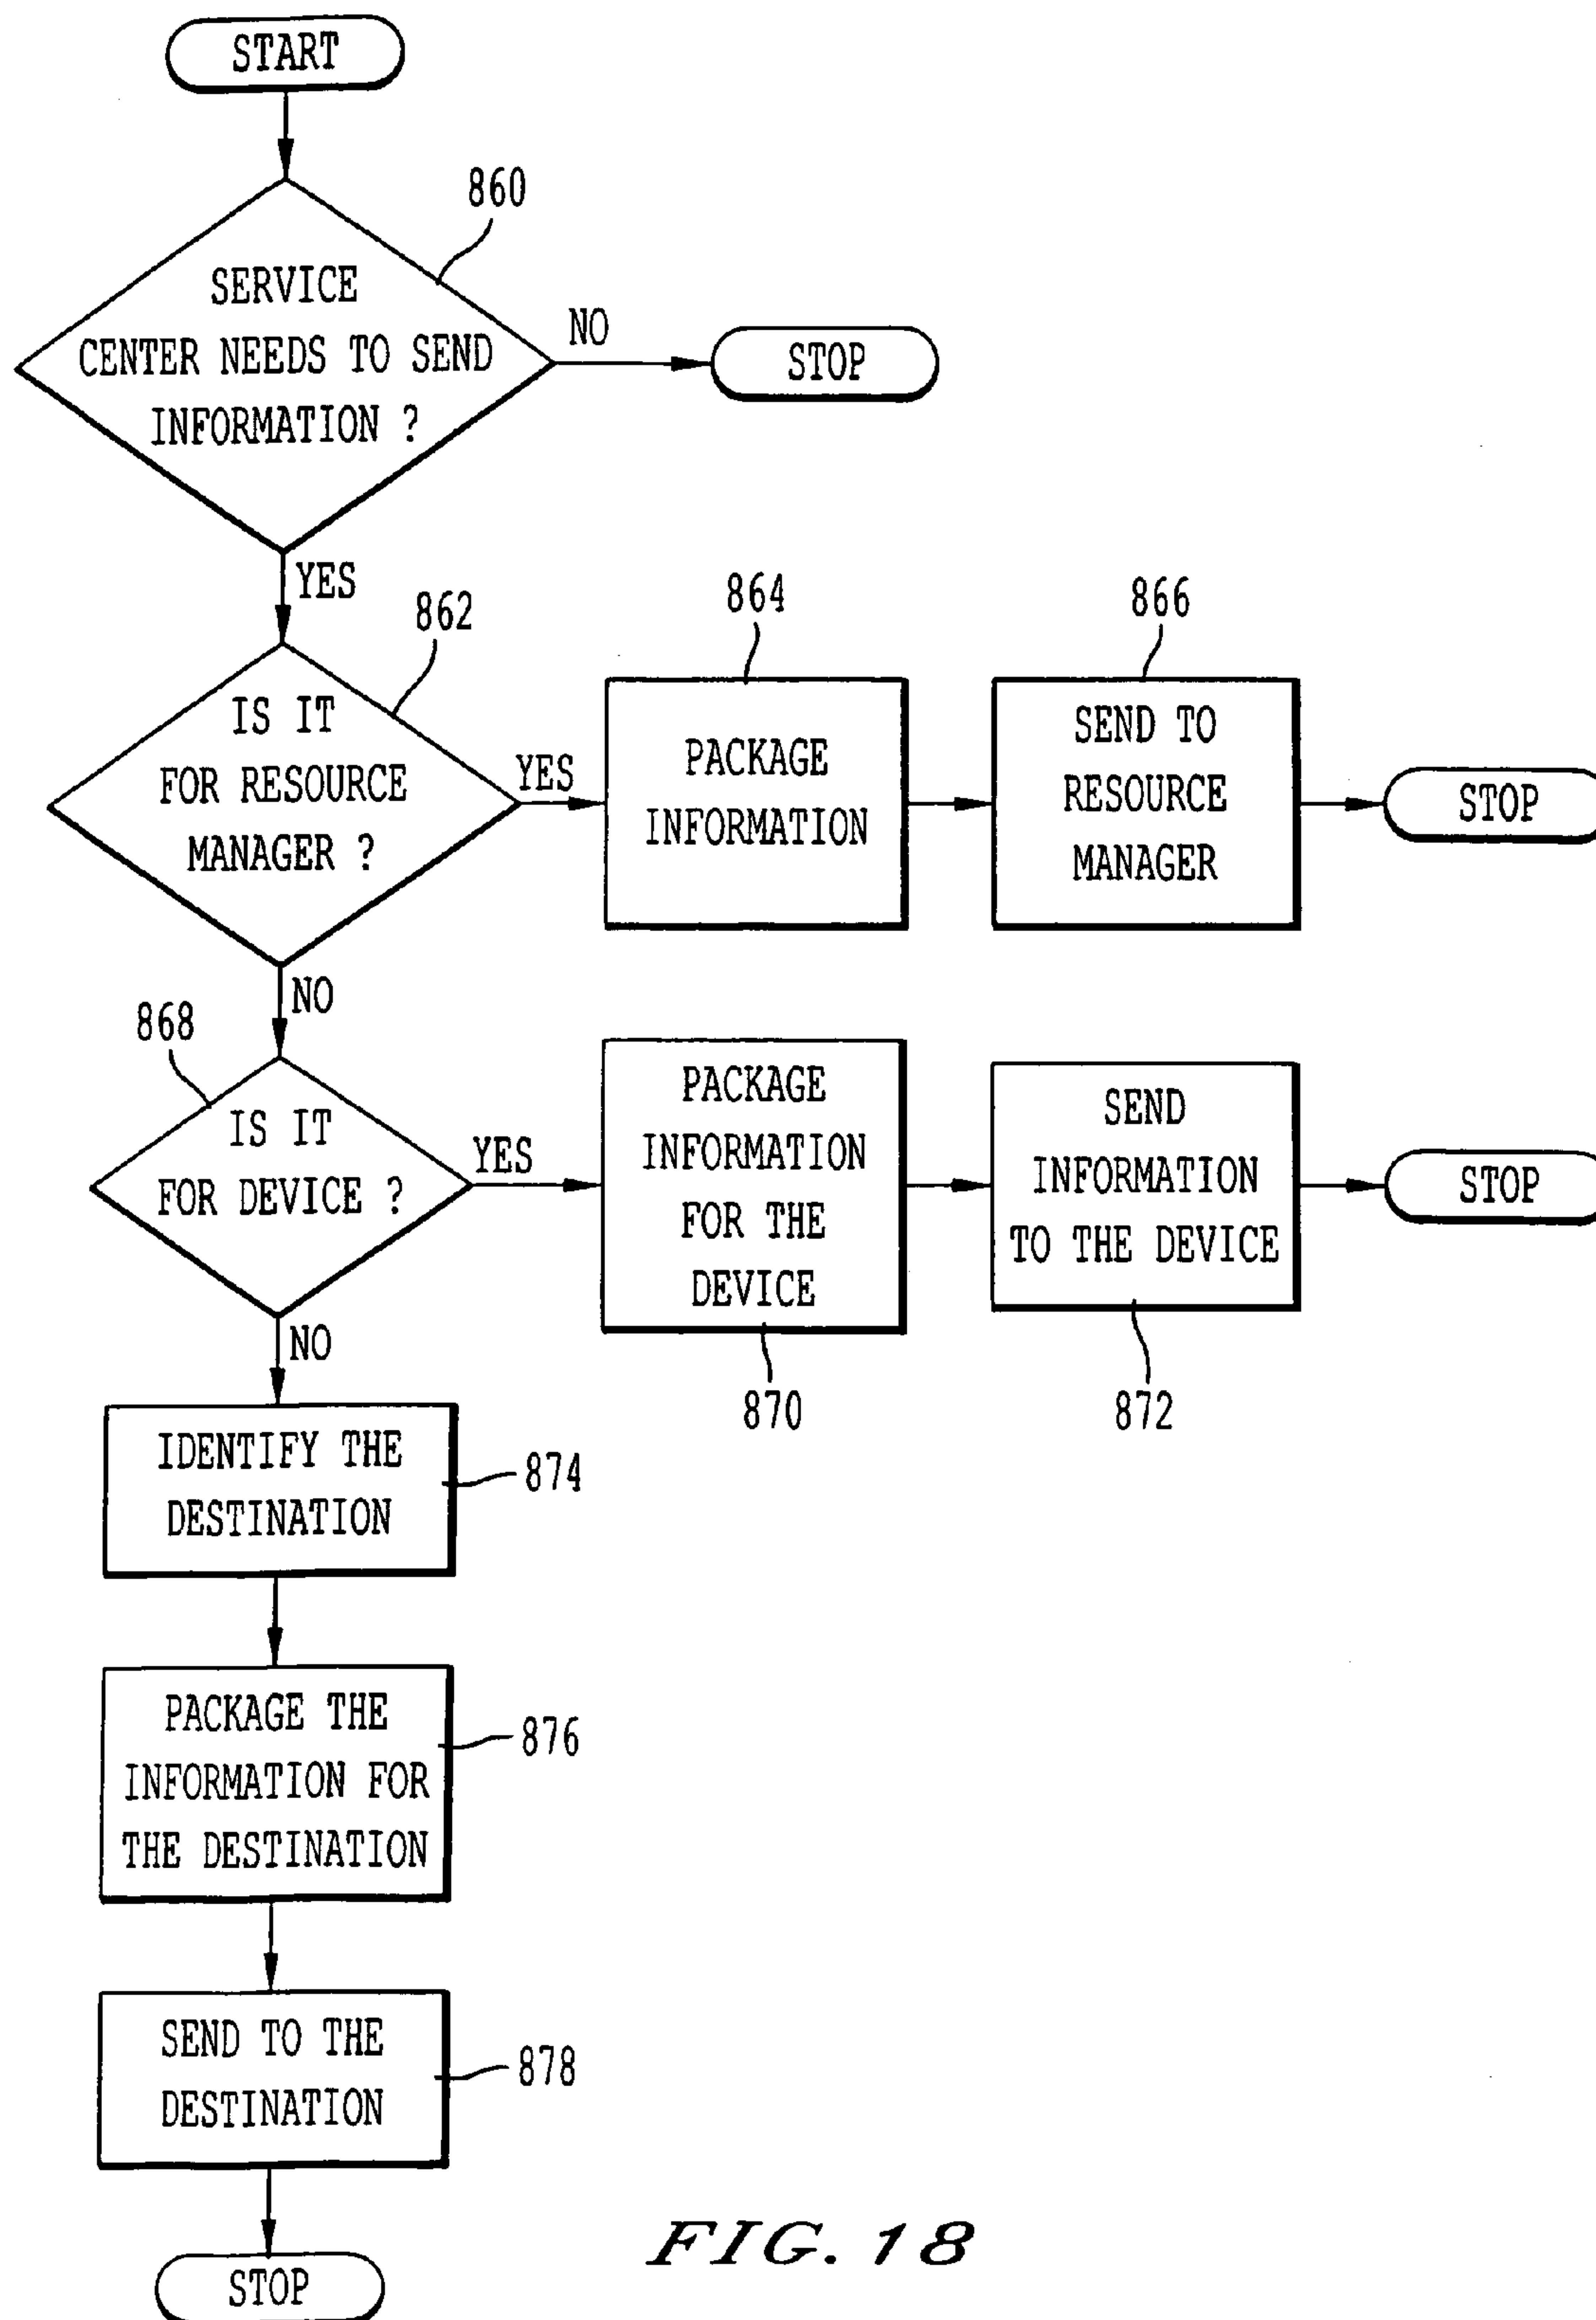 START
860
SERVICE
CENTER NEEDS TO SEND
INFORMATION ?
NO
STOP
YES
862
864
866
IS IT
FOR RESOURCE
MANAGER ?
YES
PACKAGE
INFORMATION
SEND TO
RESOURCE
MANAGER
STOP
NO
868
IS IT
FOR DEVICE ?
YES
PACKAGE
INFORMATION
FOR THE
DEVICE
870
SEND
INFORMATION
TO THE DEVICE
872
STOP
NO
IDENTIFY THE
DESTINATION
874
PACKAGE THE
INFORMATION FOR
THE DESTINATION
876
SEND TO THE
DESTINATION
878
STOP
FIG. 18